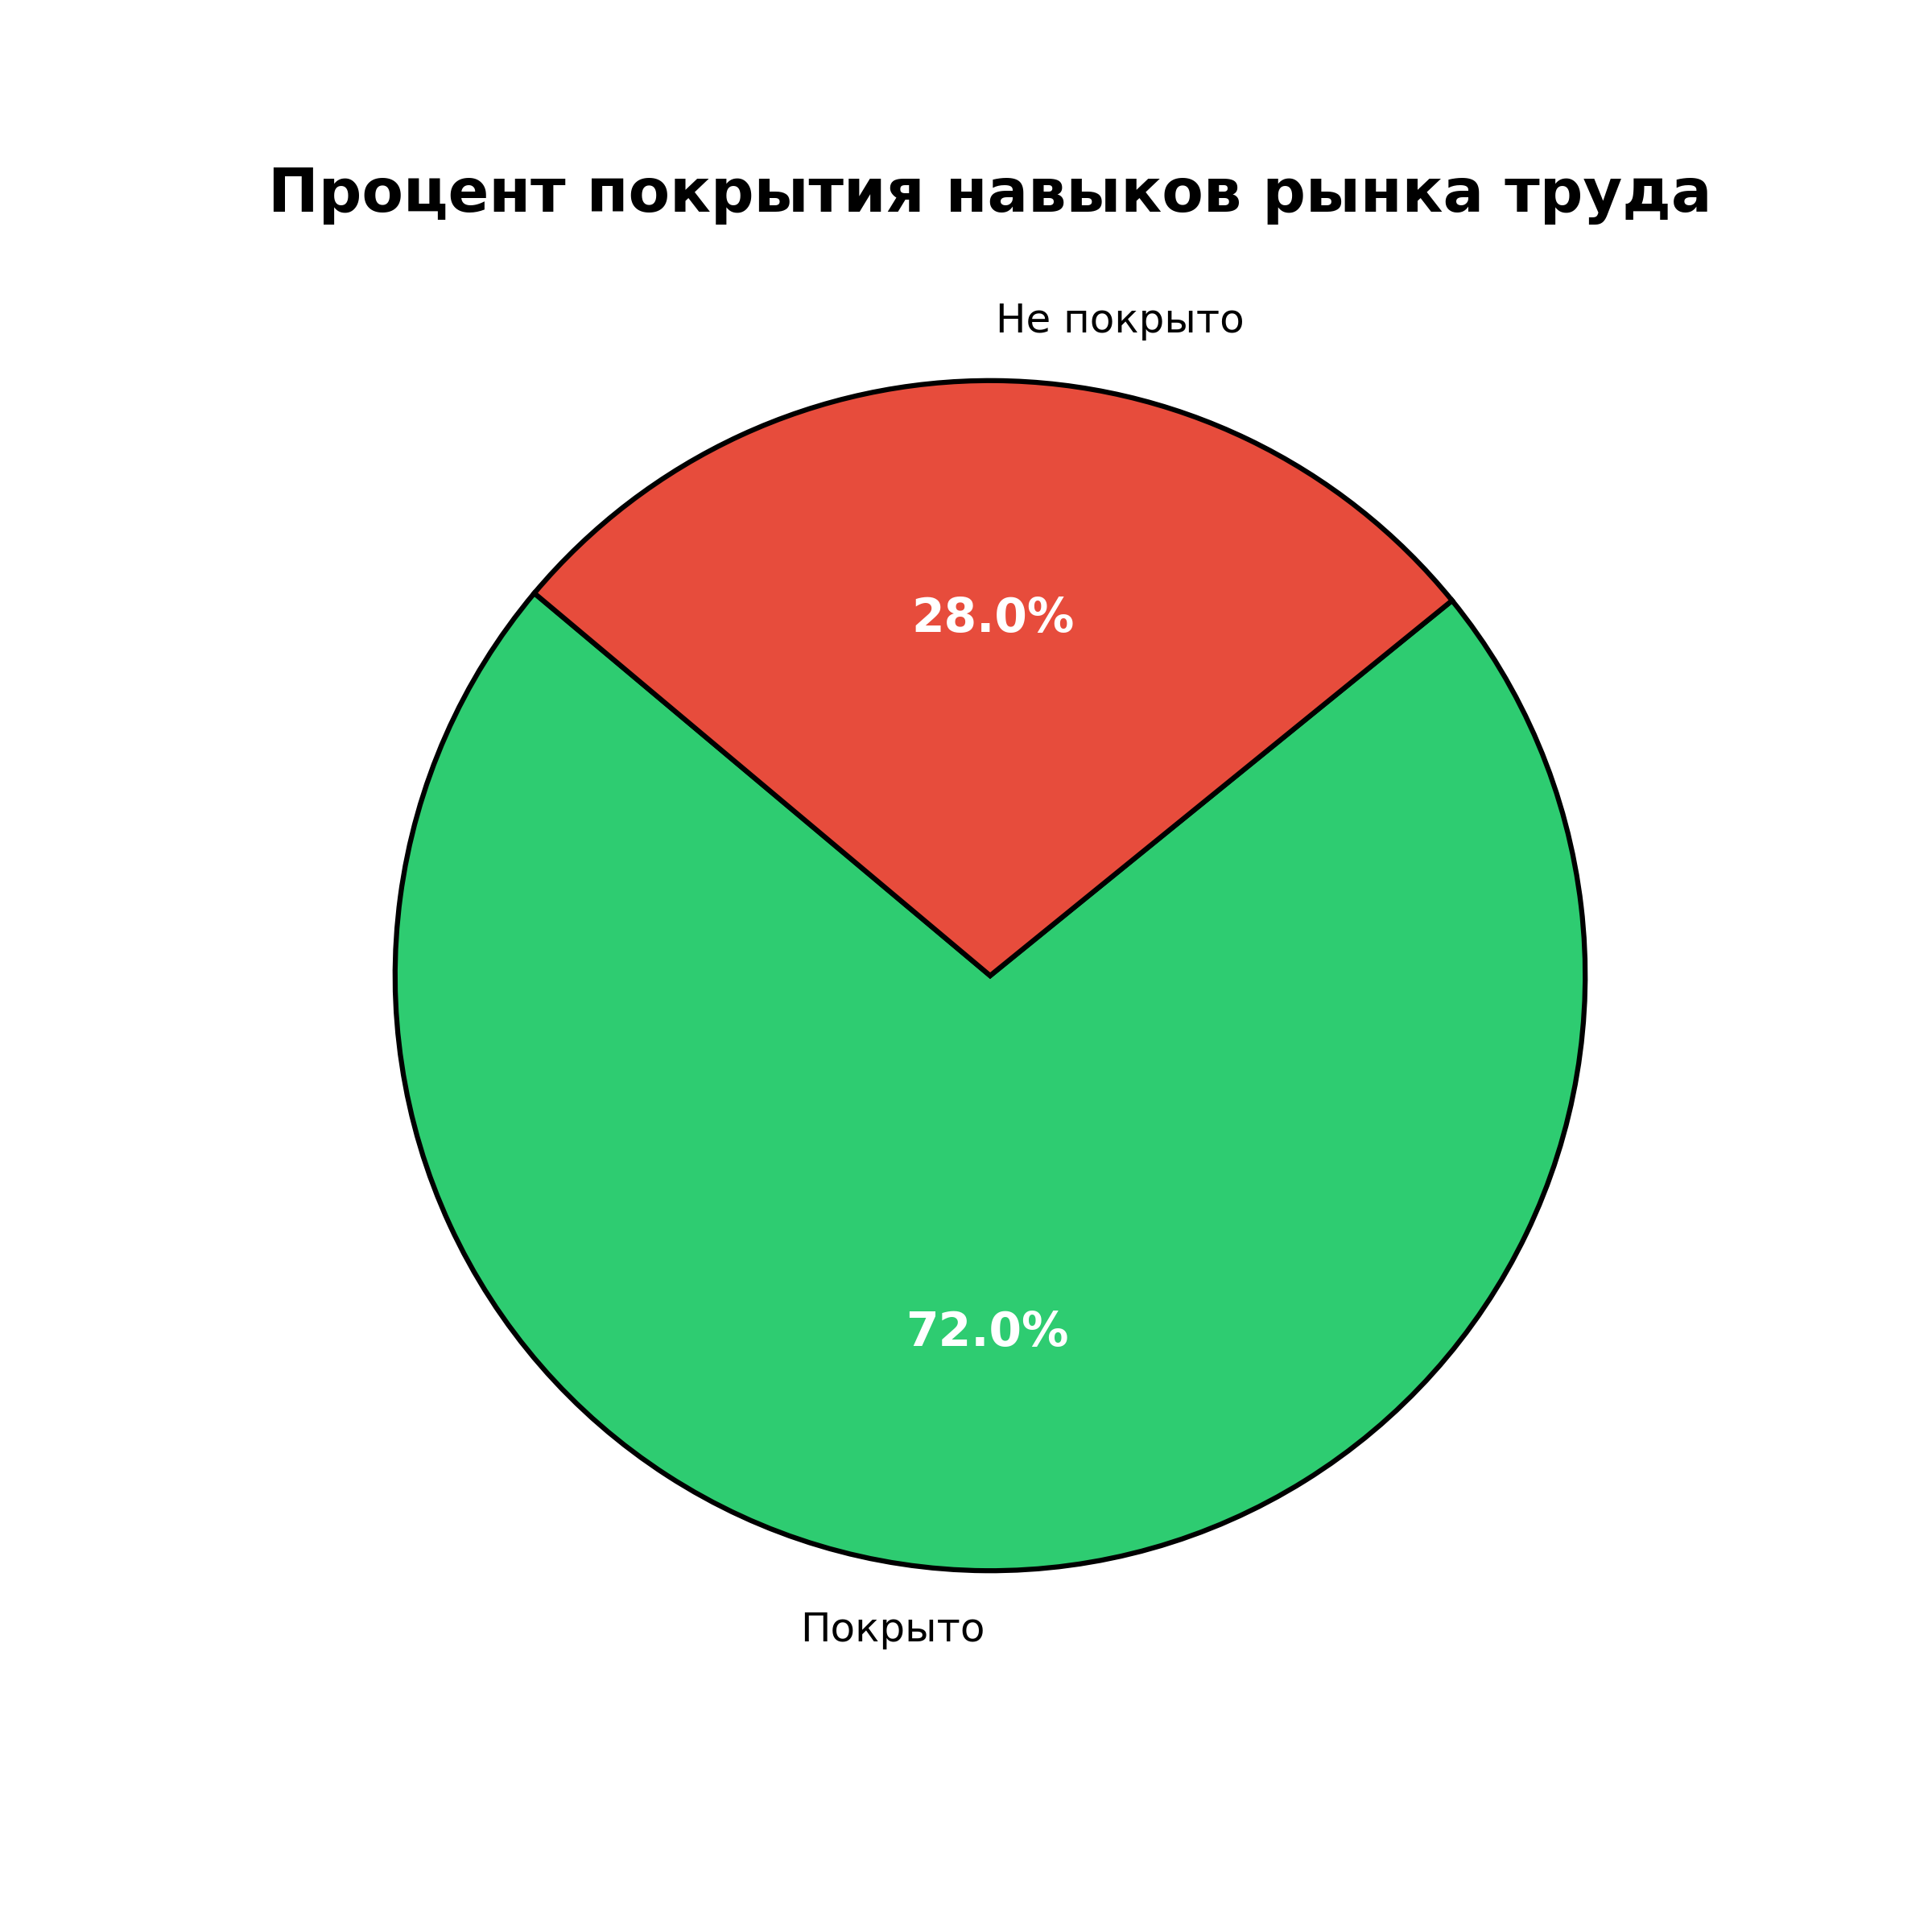 Процент покрытия навыков рынка труда
Не покрыто
28.0%
72.0%
Покрыто